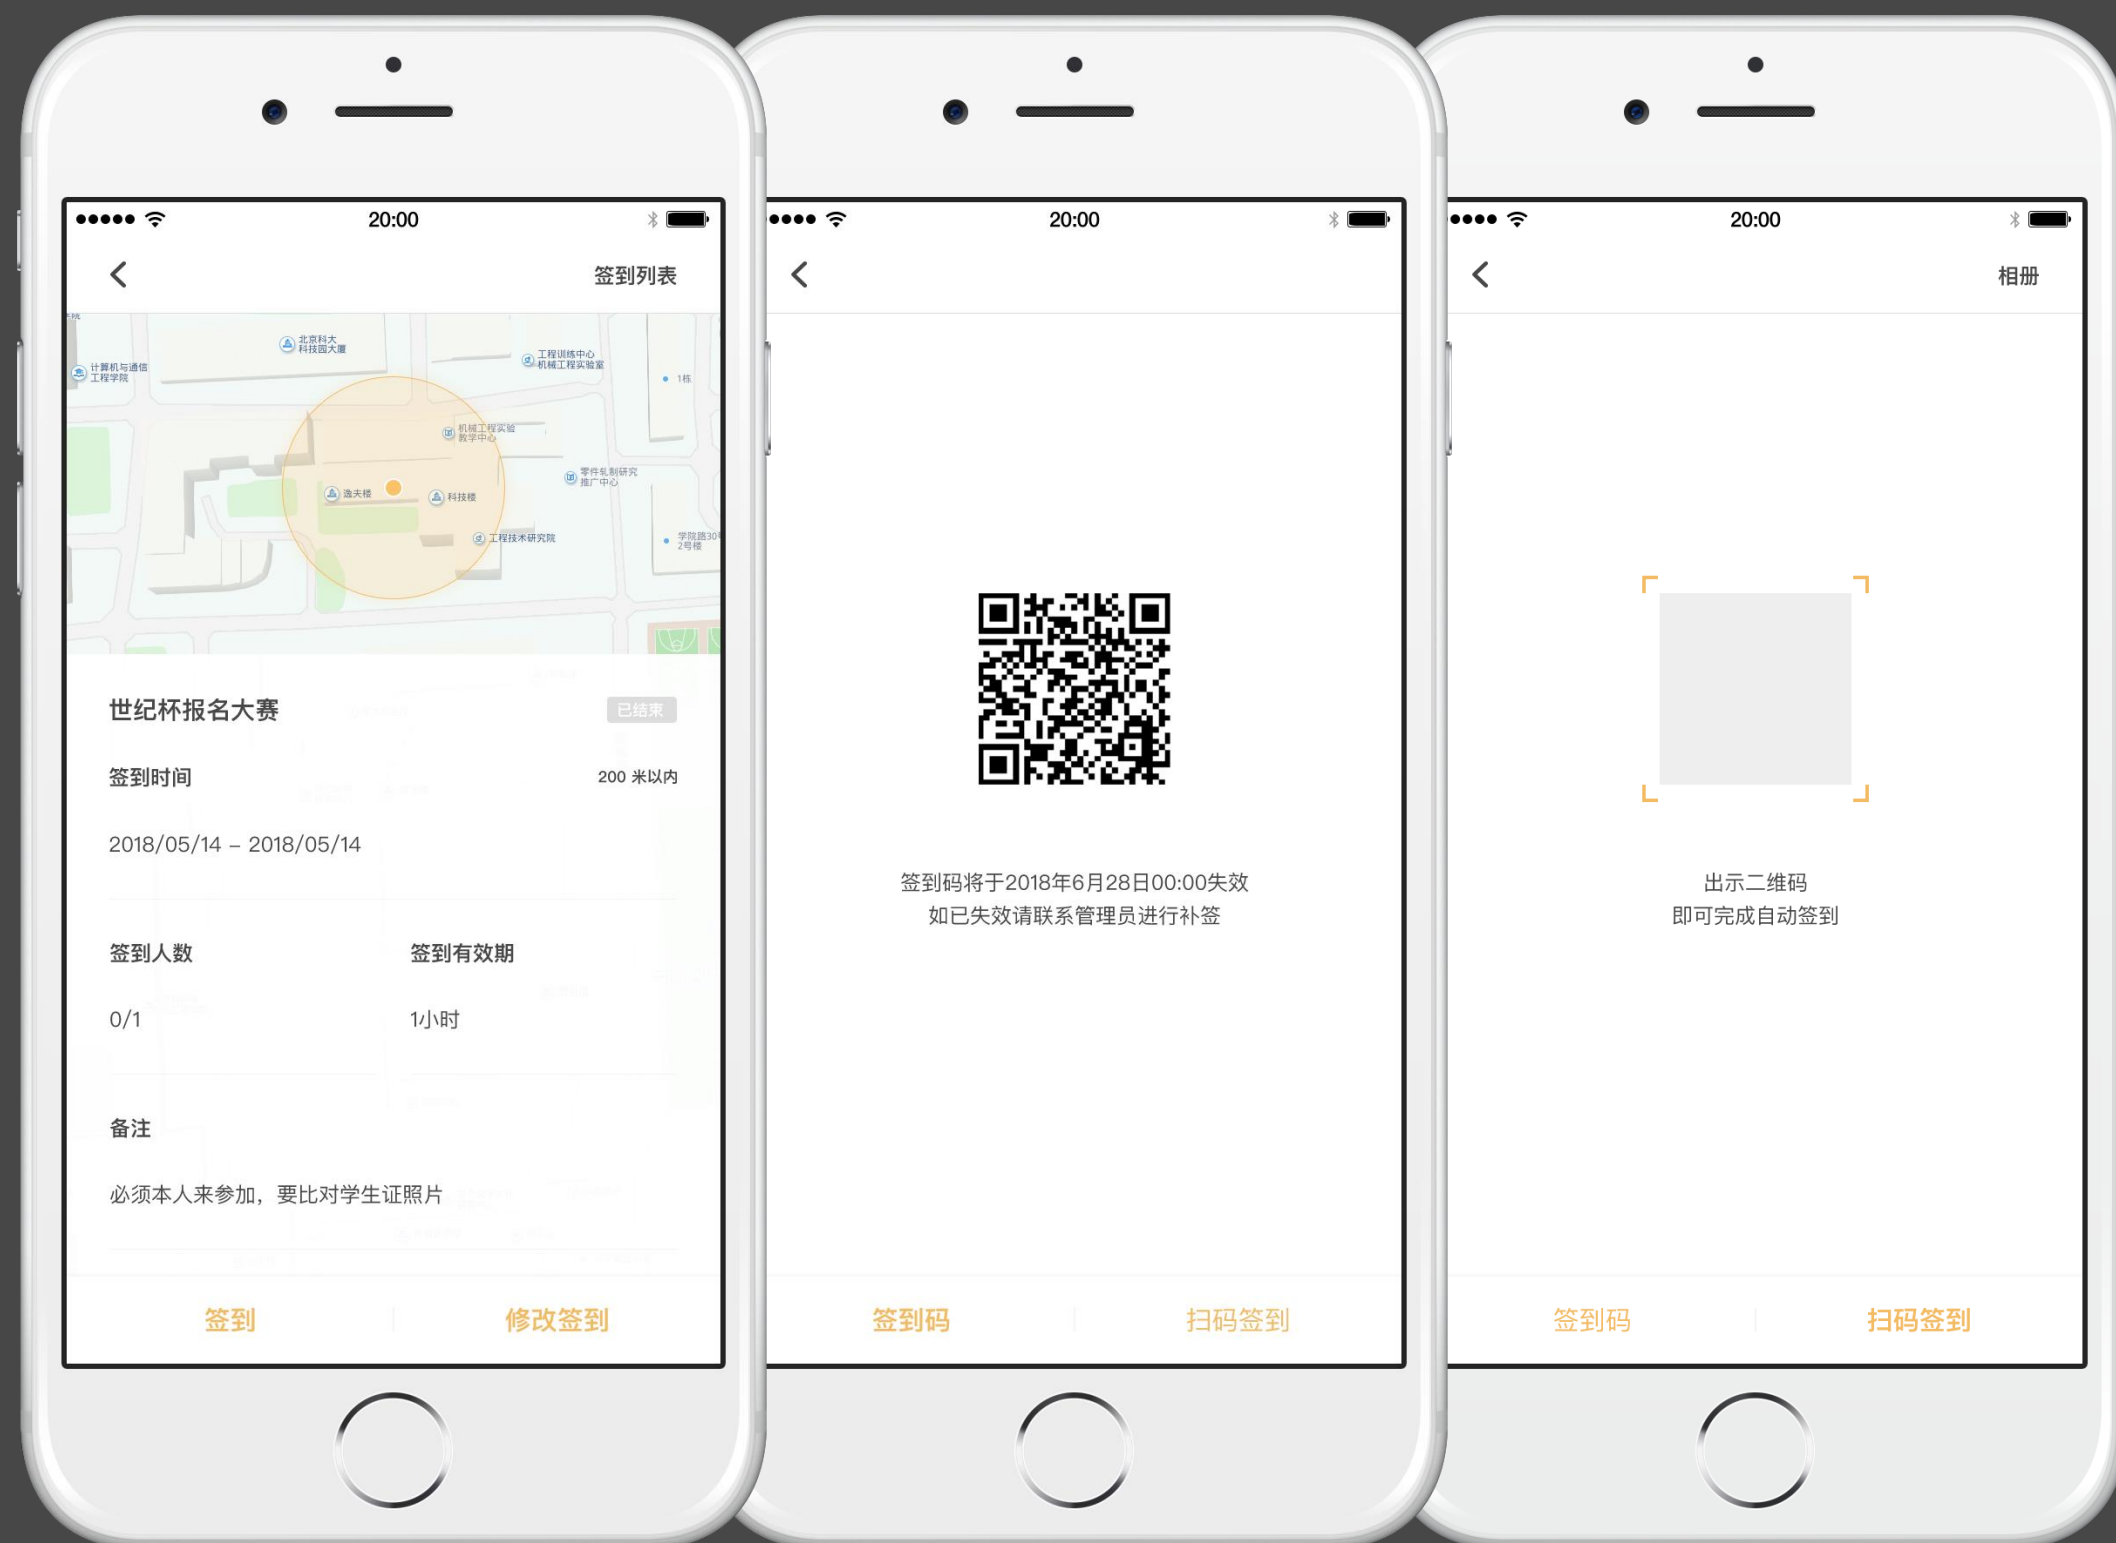 20:00
签到列表
院
北京科大
科技园大厦
工程训练中心
机械工程实验室
计算机与通信
工程学院
1栋
机械工程实验
教学中心
零件轧制研究
推广中心
逸夫楼
科技楼
工程技术研究院
学院路30
2号楼
世纪杯报名大赛
已结束
签到时间
200 米以内
2018/05/14 – 2018/05/14
签到人数
签到有效期
0/1
1小时
备注
必须本人来参加，要比对学生证照片
签到
修改签到
20:00
签到码将于2018年6月28日00:00失效
如已失效请联系管理员进行补签
签到码
扫码签到
20:00
相册
出示二维码
即可完成自动签到
签到码
扫码签到